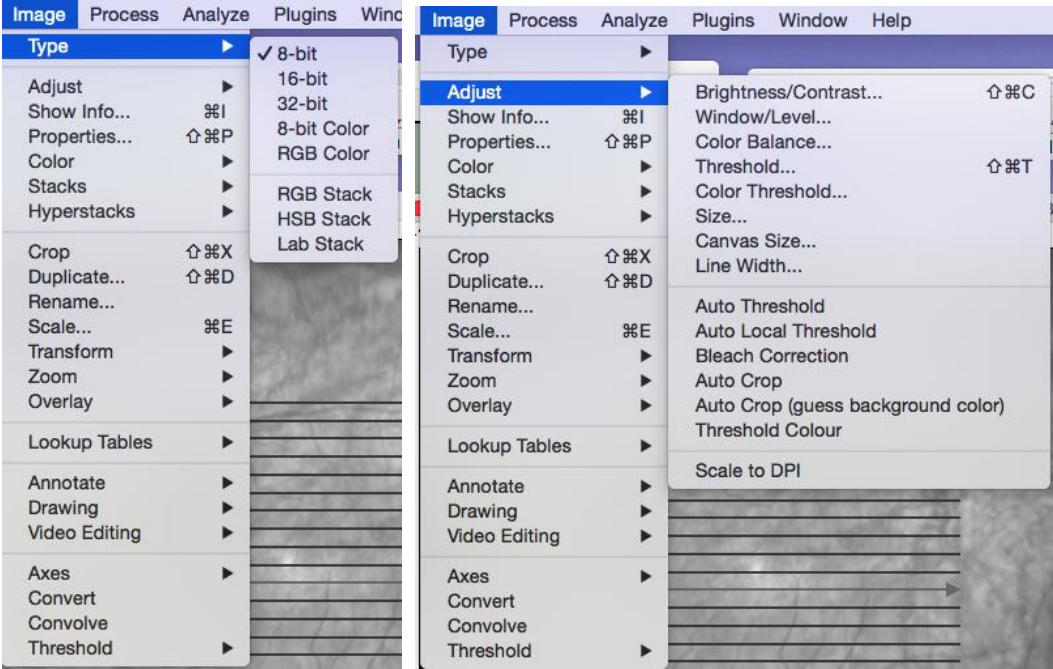 Image Process Analyze Plugins
Type
Adjust
Show Info... ⌘I
Properties... ⇧⌘P
Color
Stacks
Hyperstacks
Crop ⇧⌘X
Duplicate... ⇧⌘D
Rename...
Scale... ⌘E
Transform
Zoom
Overlay
Lookup Tables
Annotate
Drawing
Video Editing
Axes
Convert
Convolve
Threshold
✓ 8-bit
16-bit
32-bit
8-bit Color
RGB Color
RGB Stack
HSB Stack
Lab Stack
Image Process Analyze Plugins Window Help
Type
Adjust
Show Info... ⌘I
Properties... ⇧⌘P
Color
Stacks
Hyperstacks
Crop ⇧⌘X
Duplicate... ⇧⌘D
Rename...
Scale... ⌘E
Transform
Zoom
Overlay
Lookup Tables
Annotate
Drawing
Video Editing
Axes
Convert
Convolve
Threshold
Brightness/Contrast... ⇧⌘C
Window/Level...
Color Balance...
Threshold... ⇧⌘T
Color Threshold...
Size...
Canvas Size...
Line Width...
Auto Threshold
Auto Local Threshold
Bleach Correction
Auto Crop
Auto Crop (guess background color)
Threshold Colour
Scale to DPI